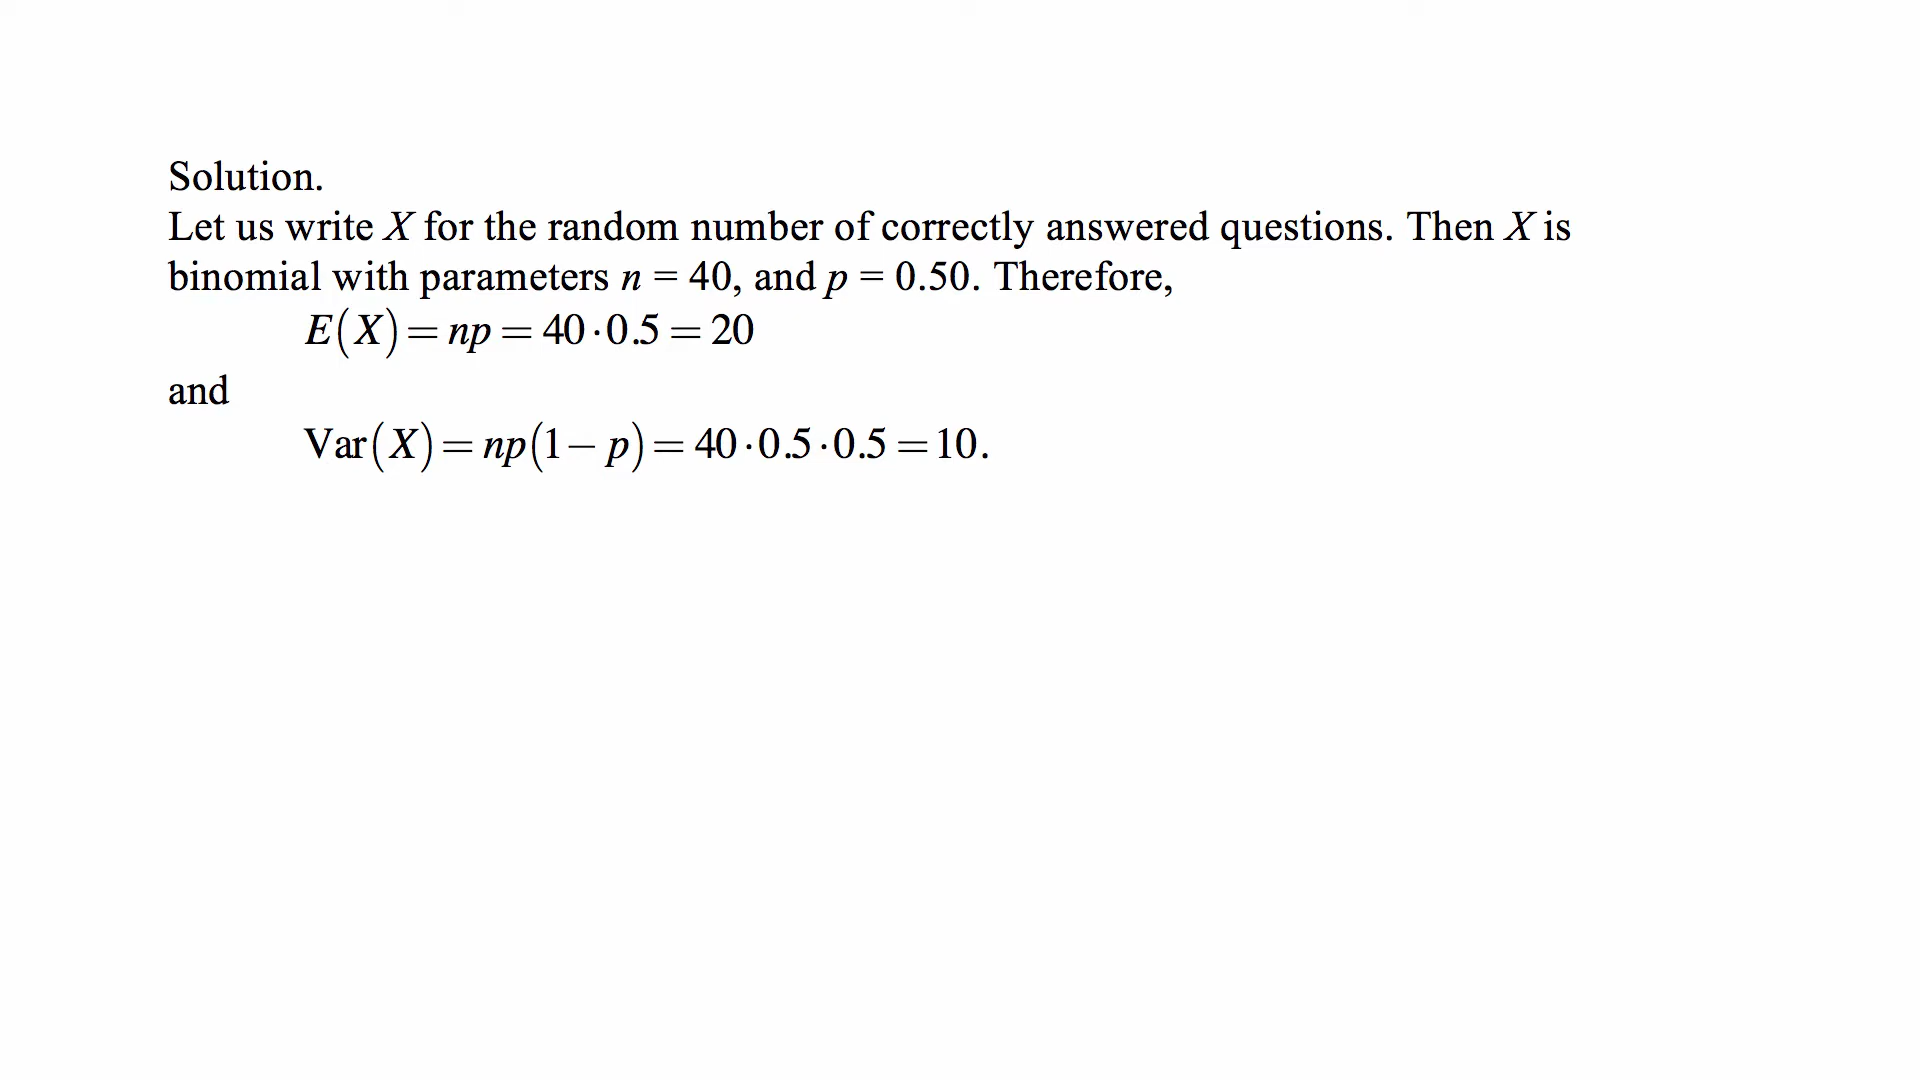 Solution.
Let us write X for the random number of correctly answered questions. Then X is
binomial with parameters n = 40, and p = 0.50. Therefore,
E(X) = np = 40 · 0.5 = 20
and
Var(X) = np(1 − p) = 40 · 0.5 · 0.5 = 10.